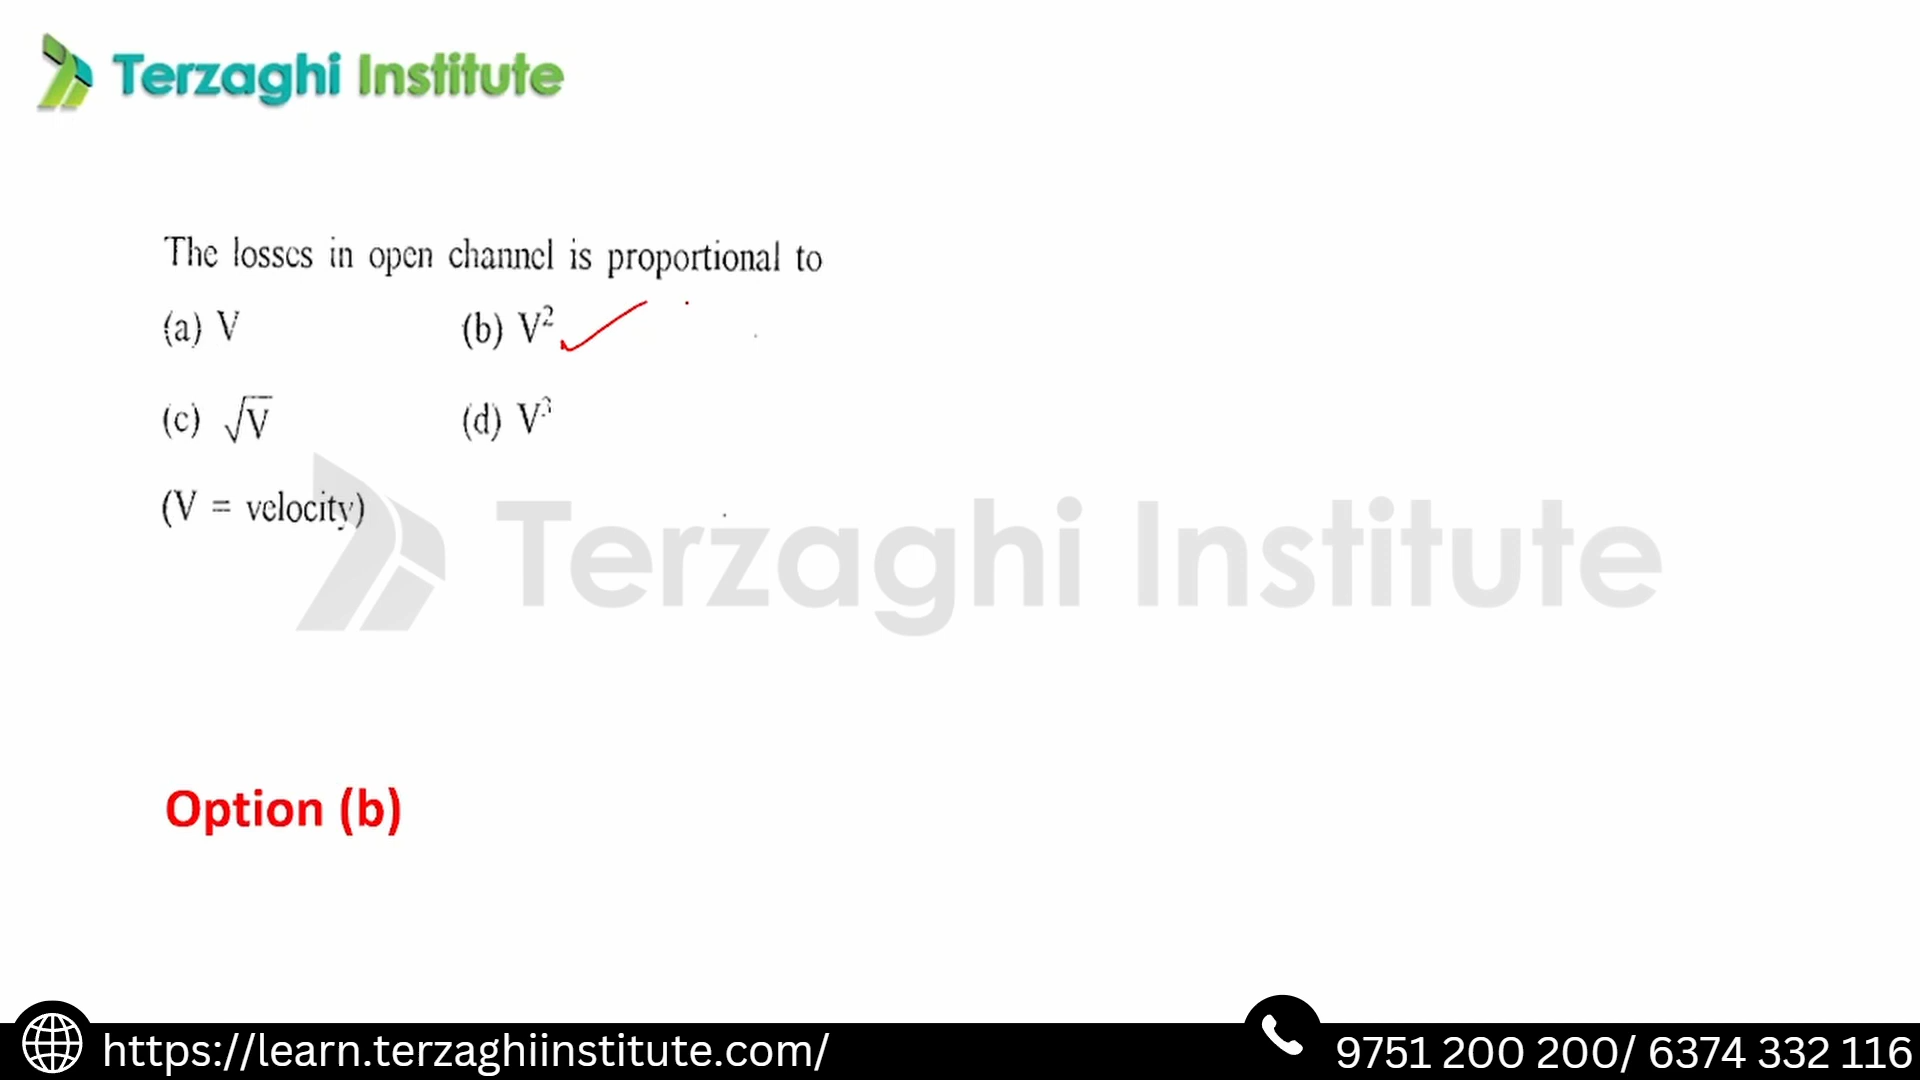 Terzaghi Institute
The losses in open channel is proportional to
(a) V (b) V²
(c) √V (d) V³
(V = velocity)
Terzaghi Institute
Option (b)
https://learn.terzaghiinstitute.com/ 9751 200 200/ 6374 332 116